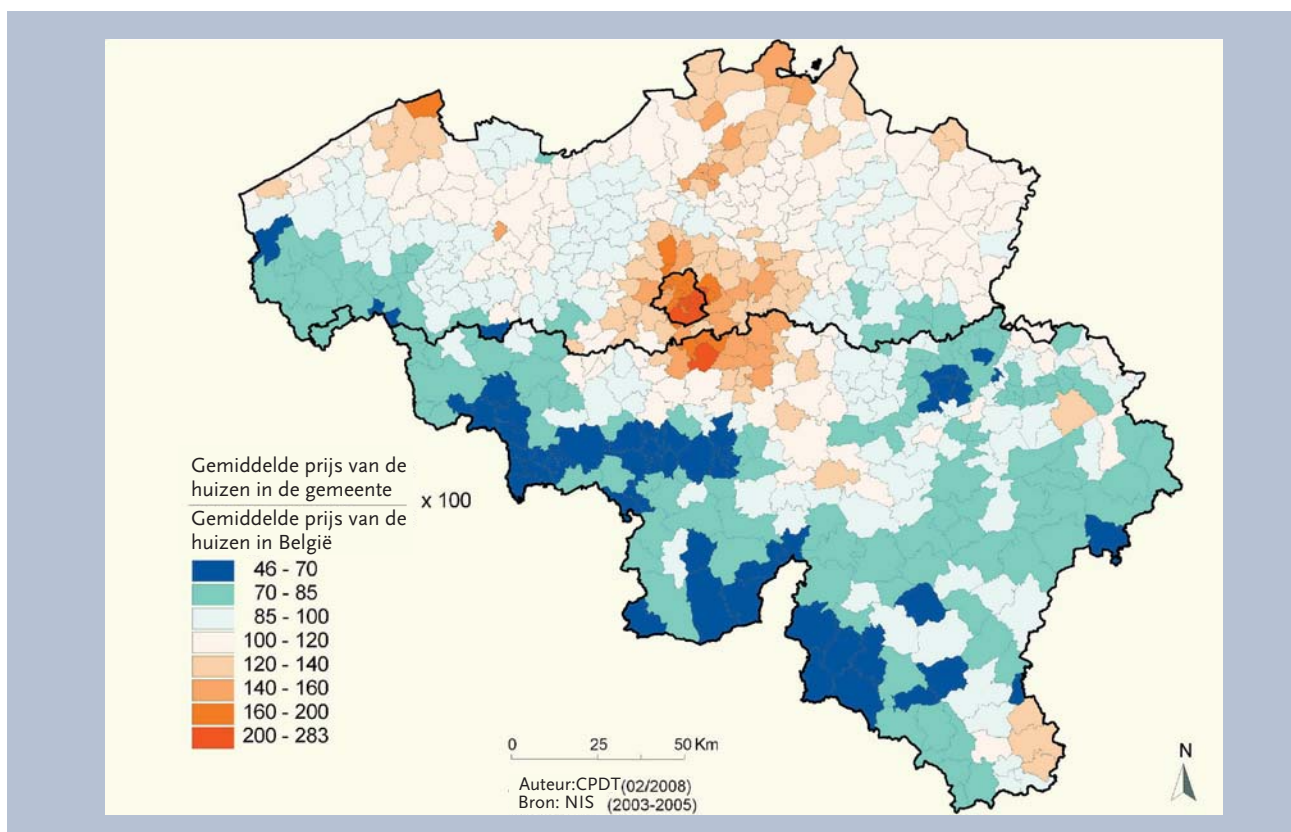 Gemiddelde prijs van de
huizen in de gemeente
x 100
Gemiddelde prijs van de
huizen in België
46 - 70
70 - 85
85 - 100
100 - 120
120 - 140
140 - 160
160 - 200
200 - 283
0 25 50 Km
Auteur:CPDT(02/2008)
Bron: NIS (2003-2005)
N